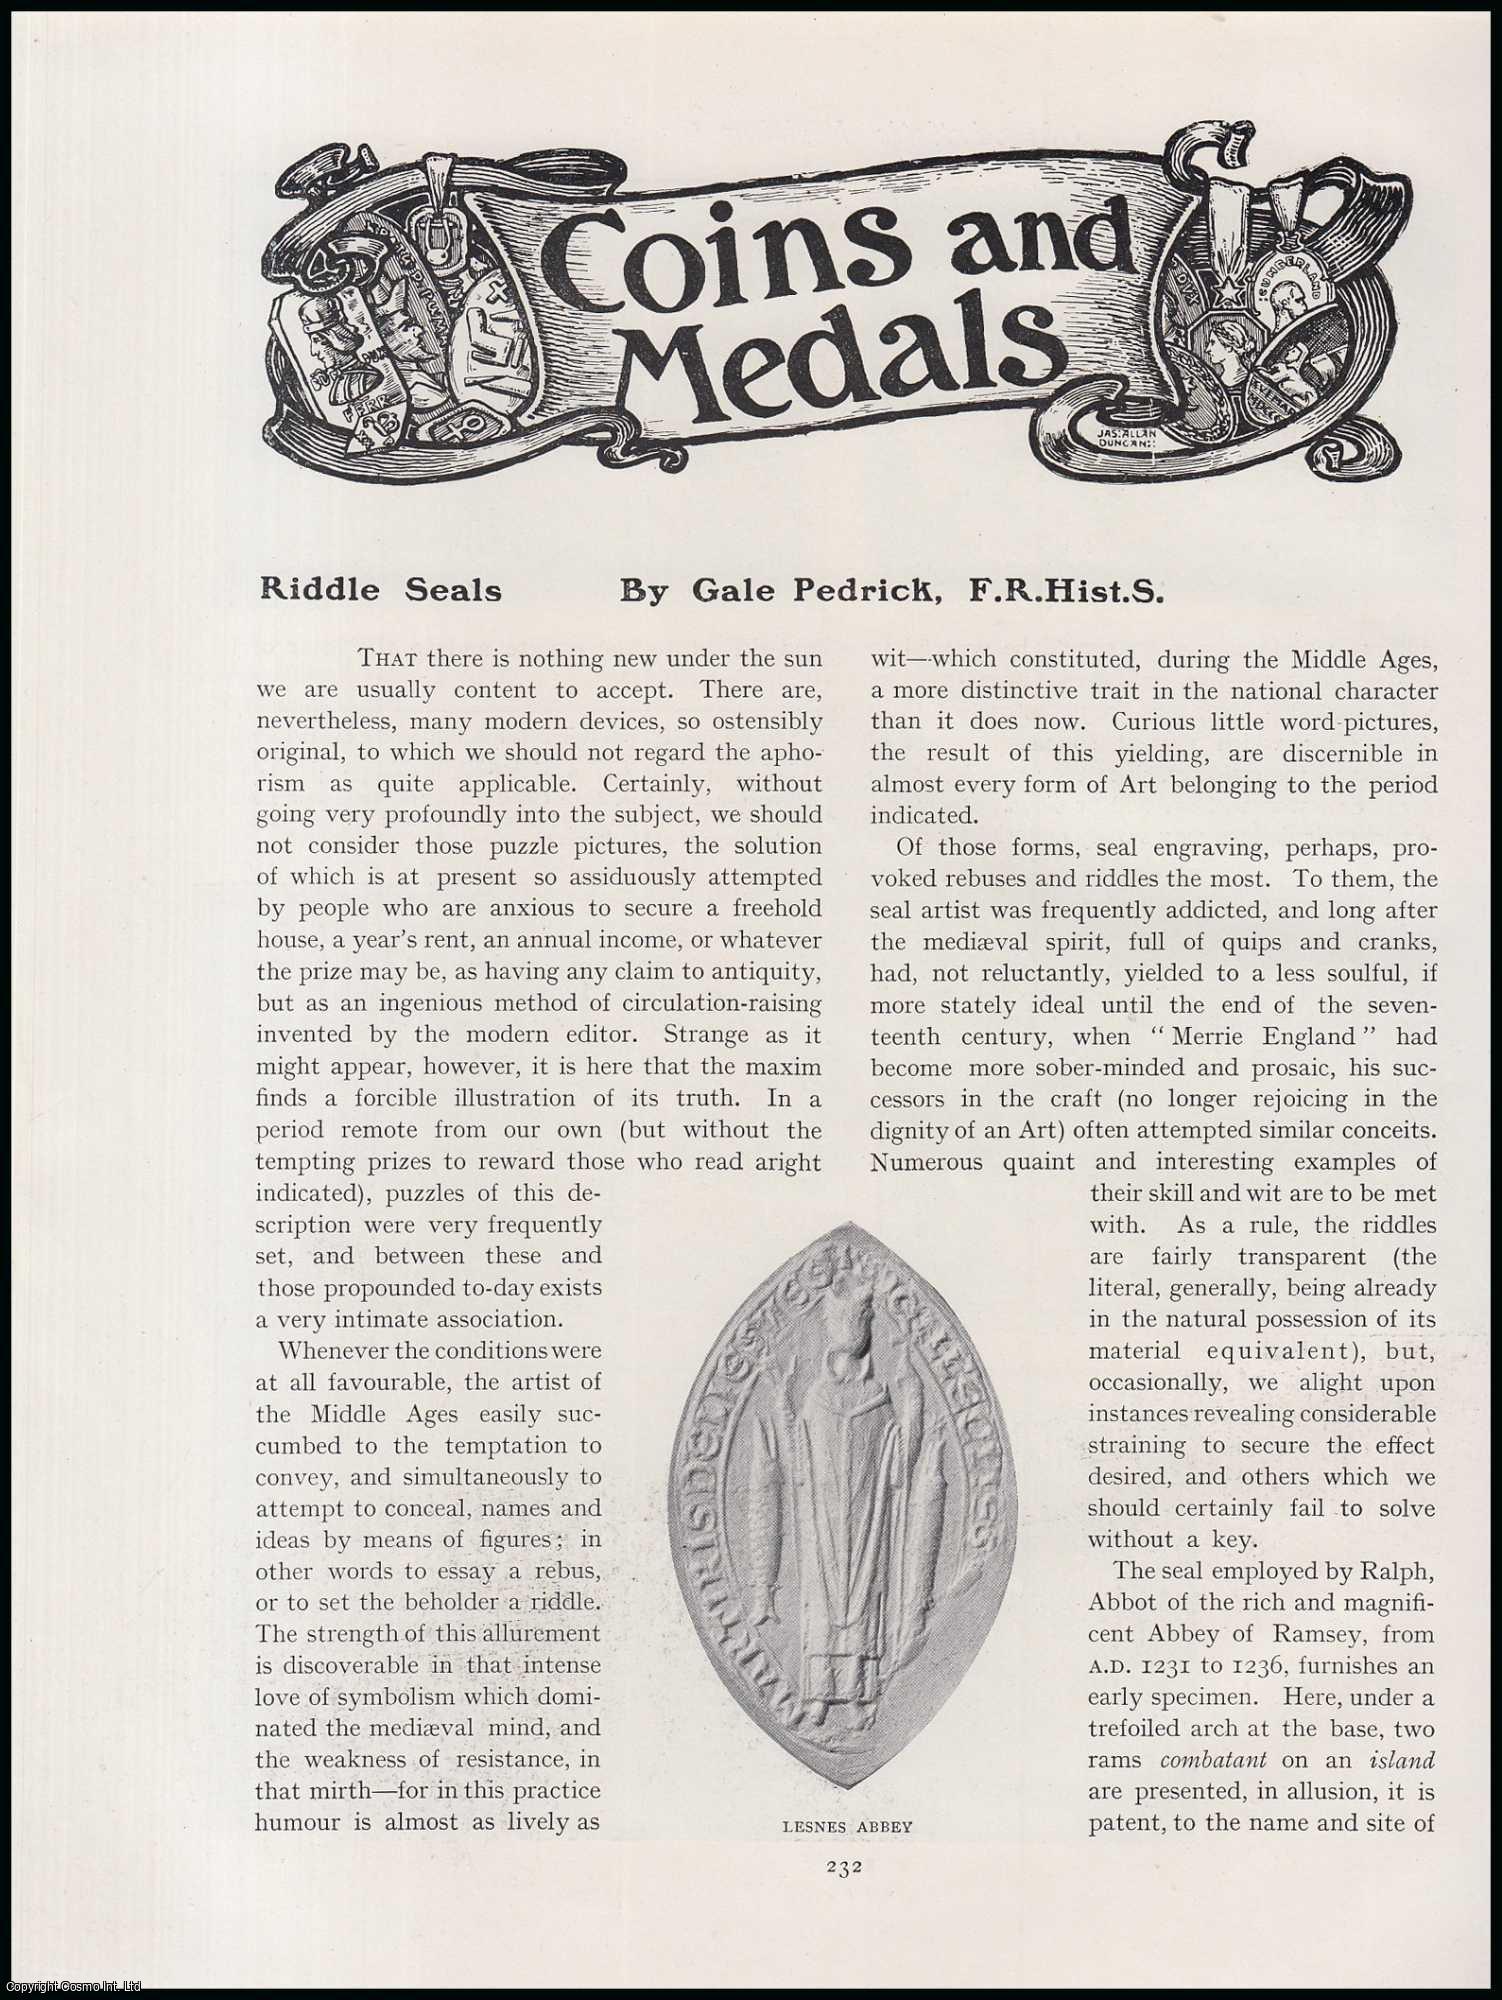 Coins and
Medals
JAS: ALLAN
DUNCAN::
CUMBERLAND
Riddle Seals By Gale Pedrick, F.R.Hist.S.
THAT there is nothing new under the sun
we are usually content to accept. There are,
nevertheless, many modern devices, so ostensibly
original, to which we should not regard the apho-
rism as quite applicable. Certainly, without
going very profoundly into the subject, we should
not consider those puzzle pictures, the solution
of which is at present so assiduously attempted
by people who are anxious to secure a freehold
house, a year's rent, an annual income, or whatever
the prize may be, as having any claim to antiquity,
but as an ingenious method of circulation-raising
invented by the modern editor. Strange as it
might appear, however, it is here that the maxim
finds a forcible illustration of its truth. In a
period remote from our own (but without the
tempting prizes to reward those who read aright
indicated), puzzles of this de-
scription were very frequently
set, and between these and
those propounded to-day exists
a very intimate association.
Whenever the conditions were
at all favourable, the artist of
the Middle Ages easily suc-
cumbed to the temptation to
convey, and simultaneously to
attempt to conceal, names and
ideas by means of figures; in
other words to essay a rebus,
or to set the beholder a riddle.
The strength of this allurement
is discoverable in that intense
love of symbolism which domi-
nated the mediæval mind, and
the weakness of resistance, in
that mirth—for in this practice
humour is almost as lively as
wit—which constituted, during the Middle Ages,
a more distinctive trait in the national character
than it does now. Curious little word-pictures,
the result of this yielding, are discernible in
almost every form of Art belonging to the period
indicated.
Of those forms, seal engraving, perhaps, pro-
voked rebuses and riddles the most. To them, the
seal artist was frequently addicted, and long after
the mediæval spirit, full of quips and cranks,
had, not reluctantly, yielded to a less soulful, if
more stately ideal until the end of the seven-
teenth century, when "Merrie England" had
become more sober-minded and prosaic, his suc-
cessors in the craft (no longer rejoicing in the
dignity of an Art) often attempted similar conceits.
Numerous quaint and interesting examples of
their skill and wit are to be met
with. As a rule, the riddles
are fairly transparent (the
literal, generally, being already
in the natural possession of its
material equivalent), but,
occasionally, we alight upon
instances revealing considerable
straining to secure the effect
desired, and others which we
should certainly fail to solve
without a key.
The seal employed by Ralph,
Abbot of the rich and magnifi-
cent Abbey of Ramsey, from
A.D. 1231 to 1236, furnishes an
early specimen. Here, under a
trefoiled arch at the base, two
rams combatant on an island
are presented, in allusion, it is
patent, to the name and site of
LESNES ABBEY
232
Copyright Cosmo Int. Ltd